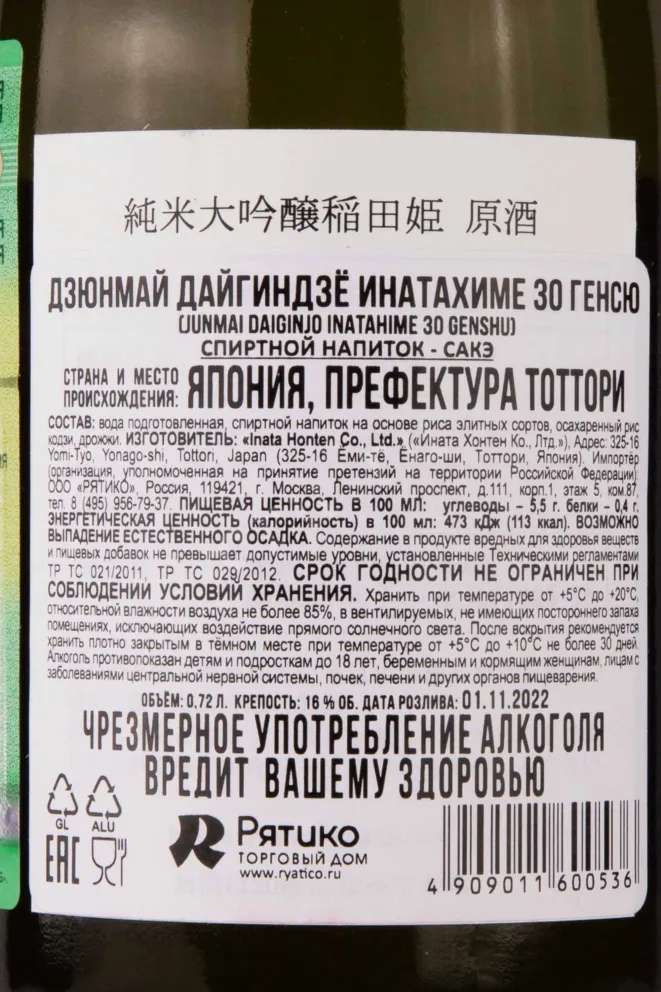 純米大吟醸稲田姫 原酒
ДЗЮНМАЙ ДАЙГИНДЗЁ ИНАТАХИМЕ 30 ГЕНСЮ
(JUNMAI DAIGINJO INATAHIME 30 GENSHU)
СПИРТНОЙ НАПИТОК - САКЭ
СТРАНА И МЕСТО
ПРОИСХОЖДЕНИЯ: ЯПОНИЯ, ПРЕФЕКТУРА ТОТТОРИ
СОСТАВ: вода подготовленная, спиртной напиток на основе риса элитных сортов, осахаренный рис
кодзи, дрожжи. ИЗГОТОВИТЕЛЬ: «Inata Honten Co., Ltd.» («Ината Хонтен Ко., Лтд.»), Адрес: 325-16
Yomi-Tyo, Yonago-shi, Tottori, Japan (325-16 Ёми-тё, Ёнаго-ши, Тоттори, Япония). Импортёр
(организация, уполномоченная на принятие претензий на территории Российской Федерации):
ООО «РЯТИКО», Россия, 119421, г. Москва, Ленинский проспект, д.111, корп.1, этаж 5, ком.87,
тел. 8 (495) 956-79-37. ПИЩЕВАЯ ЦЕННОСТЬ В 100 МЛ: углеводы – 5,5 г. белки – 0,4 г.
ЭНЕРГЕТИЧЕСКАЯ ЦЕННОСТЬ (калорийность) в 100 мл: 473 кДж (113 ккал). ВОЗМОЖНО
ВЫПАДЕНИЕ ЕСТЕСТВЕННОГО ОСАДКА. Содержание в продукте вредных для здоровья веществ
и пищевых добавок не превышает допустимые уровни, установленные Техническими регламентами
ТР ТС 021/2011, ТР ТС 029/2012. СРОК ГОДНОСТИ НЕ ОГРАНИЧЕН ПРИ
СОБЛЮДЕНИИ УСЛОВИЙ ХРАНЕНИЯ. Хранить при температуре от +5°С до +20°С,
относительной влажности воздуха не более 85%, в вентилируемых, не имеющих постороннего запаха
помещениях, исключающих воздействие прямого солнечного света. После вскрытия рекомендуется
хранить плотно закрытым в тёмном месте при температуре от +5°С до +10°С не более 30 дней.
Алкоголь противопоказан детям и подросткам до 18 лет, беременным и кормящим женщинам, лицам с
заболеваниями центральной нервной системы, почек, печени и других органов пищеварения.
ОБЪЁМ: 0,72 Л. КРЕПОСТЬ: 16 % ОБ. ДАТА РОЗЛИВА: 01.11.2022
ЧРЕЗМЕРНОЕ УПОТРЕБЛЕНИЕ АЛКОГОЛЯ
ВРЕДИТ ВАШЕМУ ЗДОРОВЬЮ
GL ALU
EAC
РЯТИКО
ТОРГОВЫЙ ДОМ
www.ryatico.ru
4 909011 600536